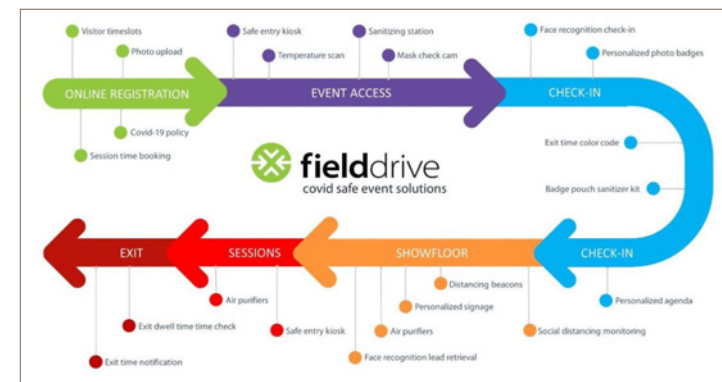 Visitor timeslots
Photo upload
ONLINE REGISTRATION
Covid-19 policy
Session time booking
Safe entry kiosk
Temperature scan
Sanitizing station
Mask check cam
EVENT ACCESS
Face recognition check-in
Personalized photo badges
CHECK-IN
Exit time color code
Badge pouch sanitizer kit
fielddrive
covid safe event solutions
CHECK-IN
Personalized agenda
SHOWFLOOR
Distancing beacons
Personalized signage
Air purifiers
Face recognition lead retrieval
Social distancing monitoring
SESSIONS
Air purifiers
Safe entry kiosk
EXIT
Exit dwell time time check
Exit time notification